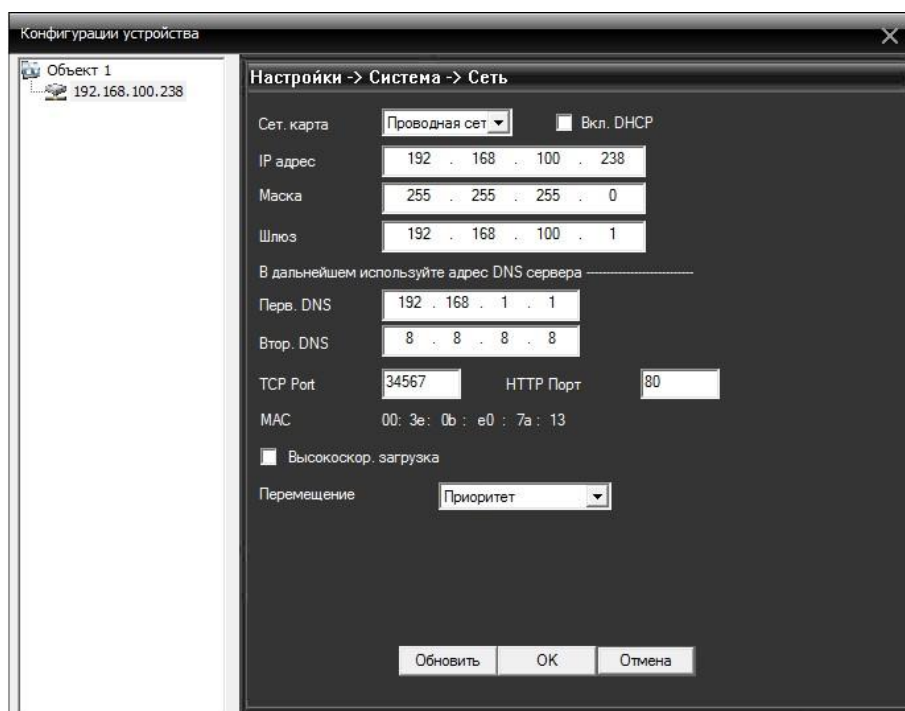 Конфигурации устройства
Объект 1
192.168.100.238
Настройки -> Система -> Сеть
Сет. карта Проводная сет Вкл. DHCP
IP адрес 192 . 168 . 100 . 238
Маска 255 . 255 . 255 . 0
Шлюз 192 . 168 . 100 . 1
В дальнейшем используйте адрес DNS сервера --------------------------
Перв. DNS 192 . 168 . 1 . 1
Втор. DNS 8 . 8 . 8 . 8
TCP Port 34567 HTTP Порт 80
MAC 00: 3e: 0b : e0 : 7a : 13
Высокоскор. загрузка
Перемещение Приоритет
Обновить OK Отмена